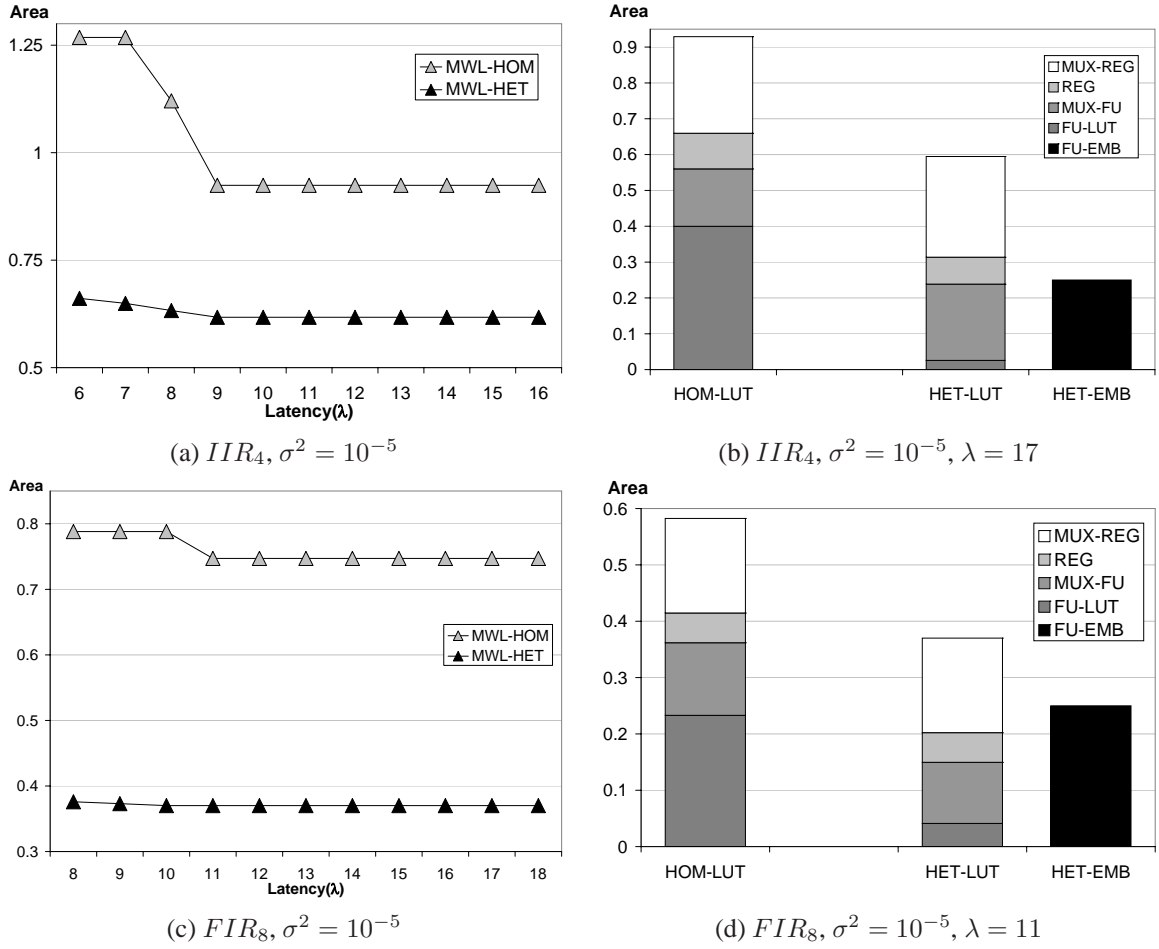 Area
1.25
1
0.75
0.5
MWL-HOM
MWL-HET
6 7 8 9 10 11 12 13 14 15 16
Latency(λ)
(a) IIR₄, σ² = 10⁻⁵
Area
0.9
0.8
0.7
0.6
0.5
0.4
0.3
0.2
0.1
0
MUX-REG
REG
MUX-FU
FU-LUT
FU-EMB
HOM-LUT HET-LUT HET-EMB
(b) IIR₄, σ² = 10⁻⁵, λ = 17
Area
0.8
0.7
0.6
0.5
0.4
0.3
MWL-HOM
MWL-HET
8 9 10 11 12 13 14 15 16 17 18
Latency(λ)
(c) FIR₈, σ² = 10⁻⁵
Area
0.6
0.5
0.4
0.3
0.2
0.1
0
MUX-REG
REG
MUX-FU
FU-LUT
FU-EMB
HOM-LUT HET-LUT HET-EMB
(d) FIR₈, σ² = 10⁻⁵, λ = 11